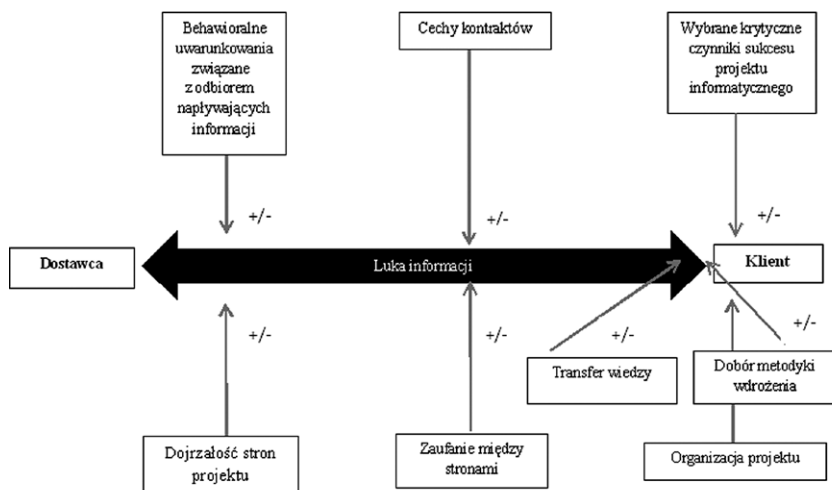 Behawioralne
uwarunkowania
związane
z odbiorem
napływających
informacji
Cechy kontraktów
Wybrane krytyczne
czynniki sukcesu
projektu
informatycznego
+/-
+/-
+/-
Dostawca
Luka informacji
Klient
+/-
+/-
+/-
+/-
Transfer wiedzy
Dobór metodyki
wdrożenia
Dojrzałość stron
projektu
Zaufanie między
stronami
Organizacja projektu